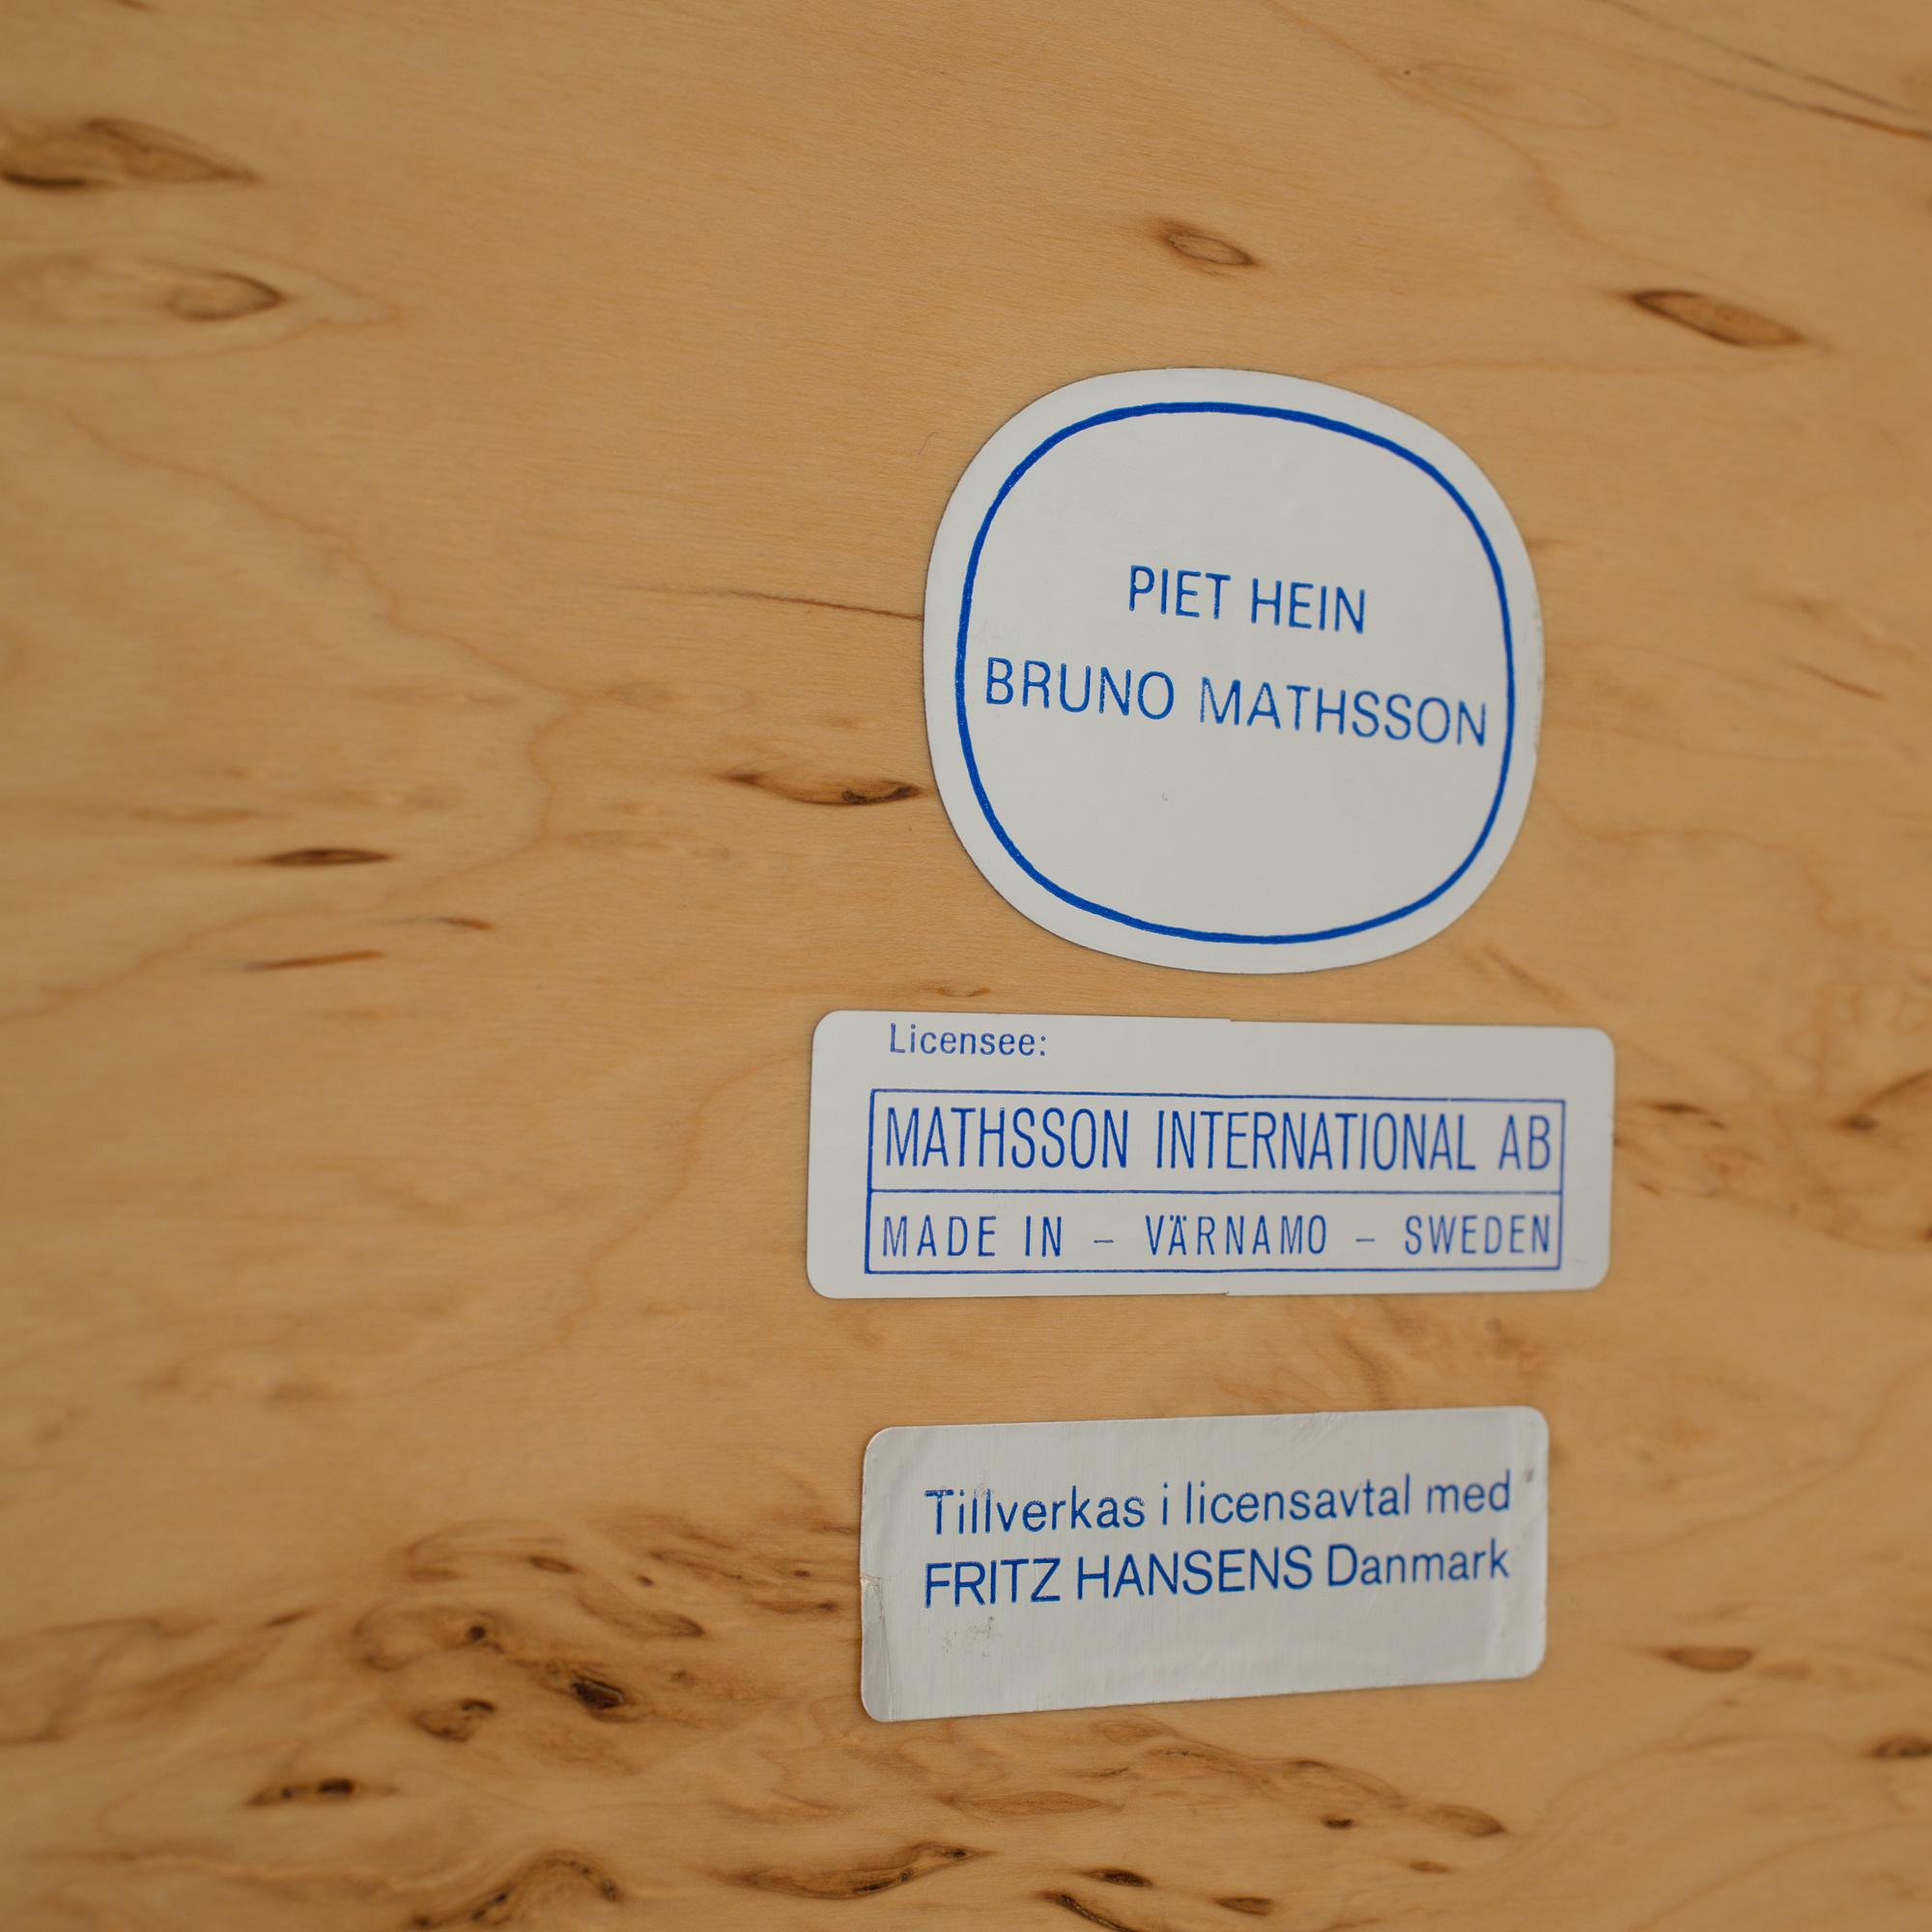 PIET HEIN
BRUNO MATHSSON
Licensee:
MATHSSON INTERNATIONAL AB
MADE IN – VÄRNAMO – SWEDEN
Tillverkas i licensavtal med
FRITZ HANSENS Danmark